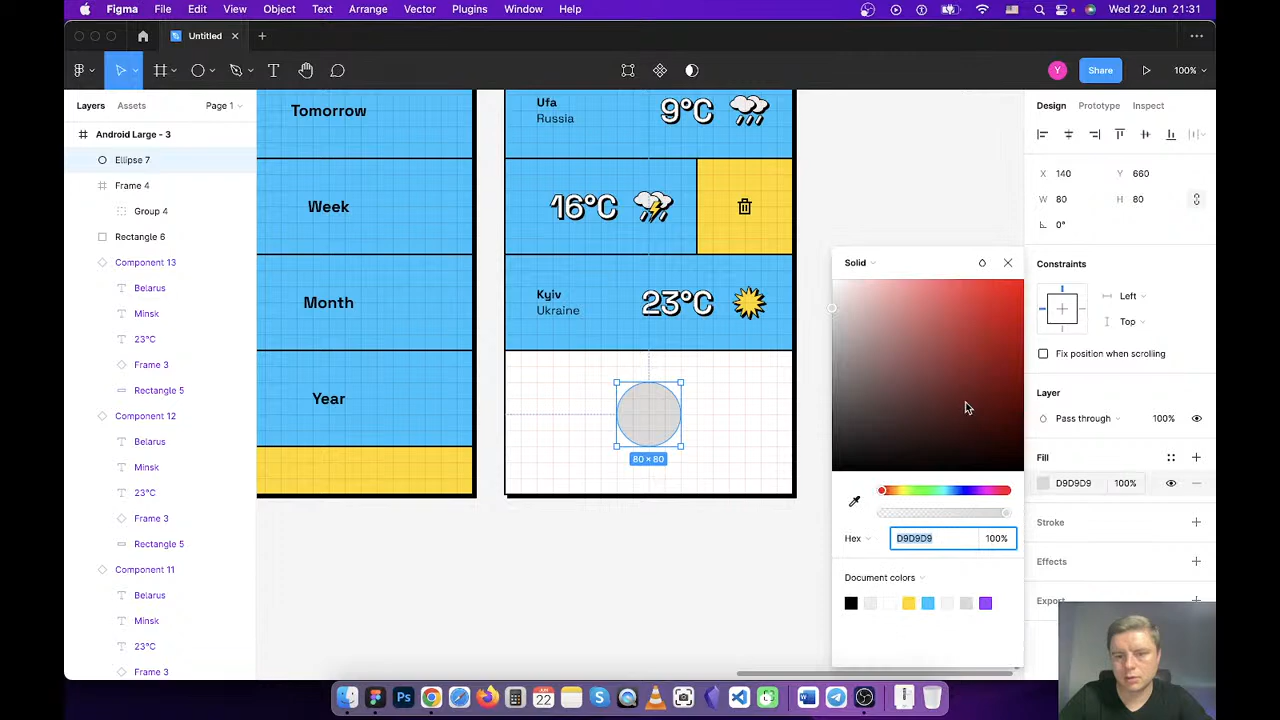 Figma File Edit View Object Text Arrange Vector Plugins Window Help Wed 22 Jun 21:31
Untitled
Share 100%
Layers Assets Page 1
Android Large - 3
Ellipse 7
Frame 4
Group 4
Rectangle 6
Component 13
Belarus
Minsk
23°C
Frame 3
Rectangle 5
Component 12
Belarus
Minsk
23°C
Frame 3
Rectangle 5
Component 11
Belarus
Minsk
23°C
Frame 3
Tomorrow
Week
Month
Year
Ufa
Russia
9°C
16°C
Kyiv
Ukraine
23°C
80 × 80
Solid
Hex D9D9D9 100%
Document colors
Design Prototype Inspect
X 140 Y 660
W 80 H 80
0°
Constraints
Left
Top
Fix position when scrolling
Layer
Pass through 100%
Fill
D9D9D9 100%
Stroke
Effects
Export
22